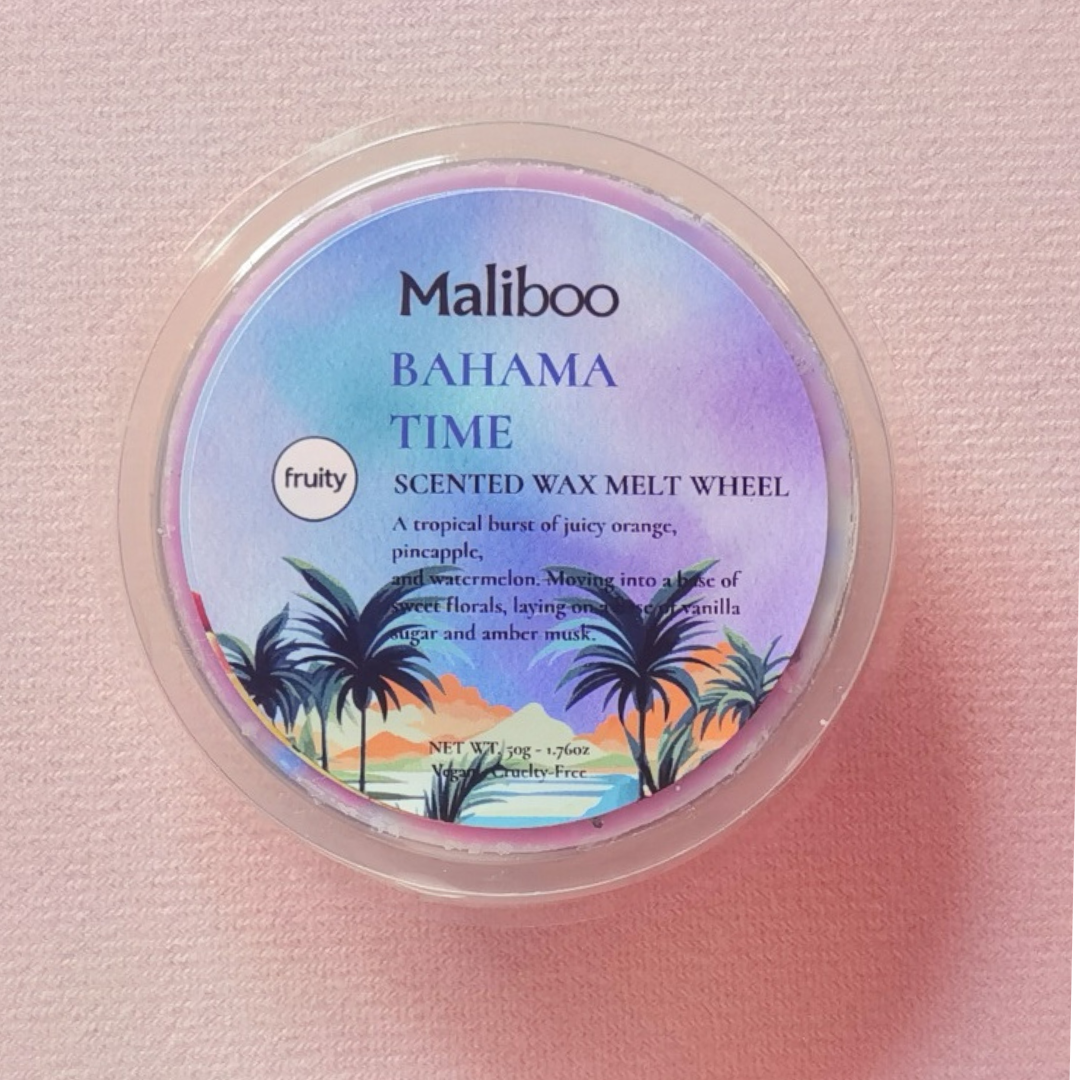 Maliboo
BAHAMA
TIME
fruity
SCENTED WAX MELT WHEEL
A tropical burst of juicy orange,
pineapple,
and watermelon. Moving into a base of
sweet florals, laying on a base of vanilla
sugar and amber musk.
NET WT. 50g - 1.76oz
Vegan - Cruelty-Free